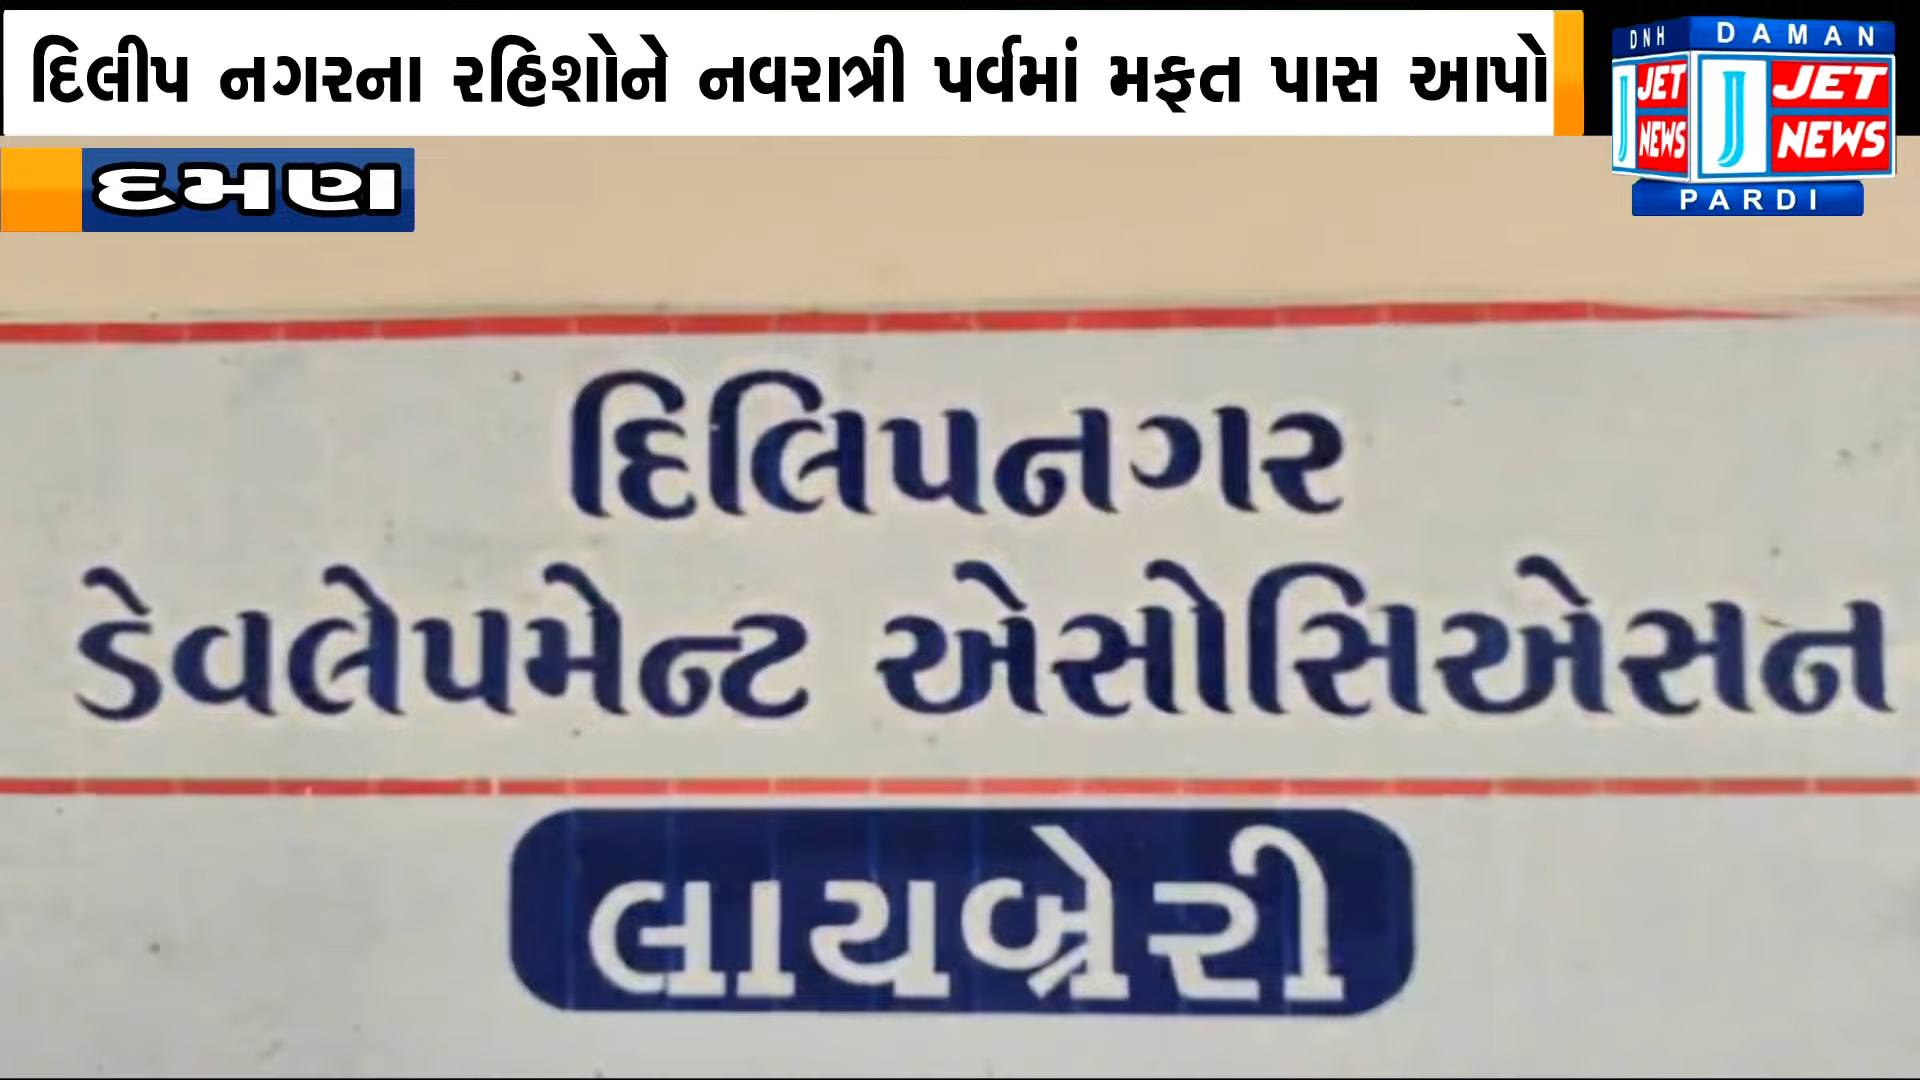 દિલીપ નગરના રહિશોને નવરાત્રી પર્વમાં મફત પાસ આપો
DNH DAMAN
JET NEWS
J JET NEWS
PARDI
દમણ
દિલિપનગર
ડેવલેપમેન્ટ એસોસિએસન
લાયબ્રેરી